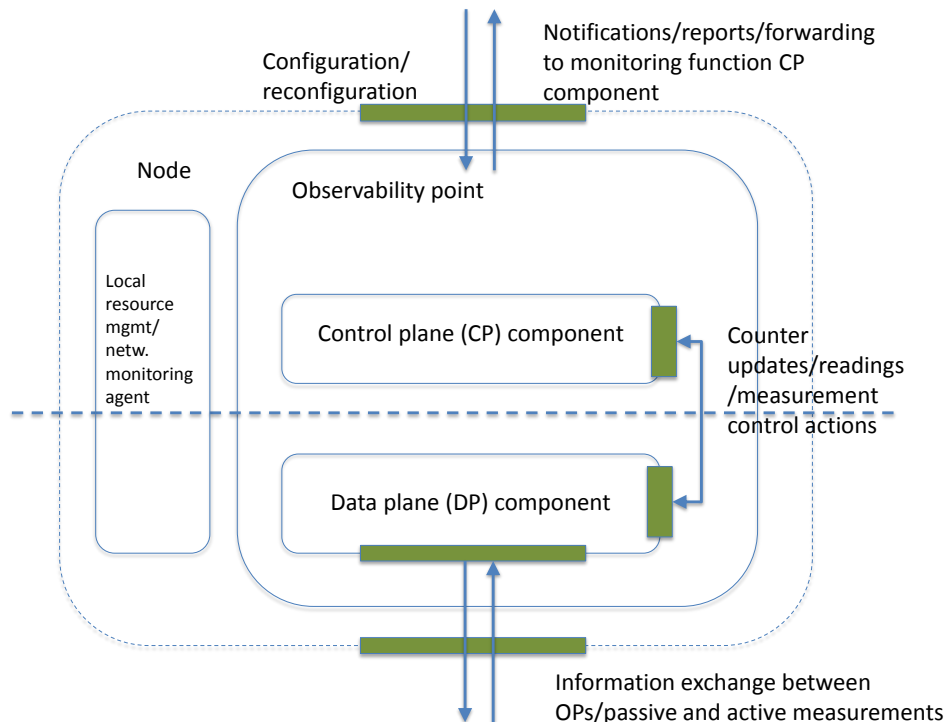 Notifications/reports/forwarding
to monitoring function CP
component
Configuration/
reconfiguration
Node
Observability point
Local
resource
mgmt/
netw.
monitoring
agent
Control plane (CP) component
Counter
updates/readings
/measurement
control actions
Data plane (DP) component
Information exchange between
OPs/passive and active measurements